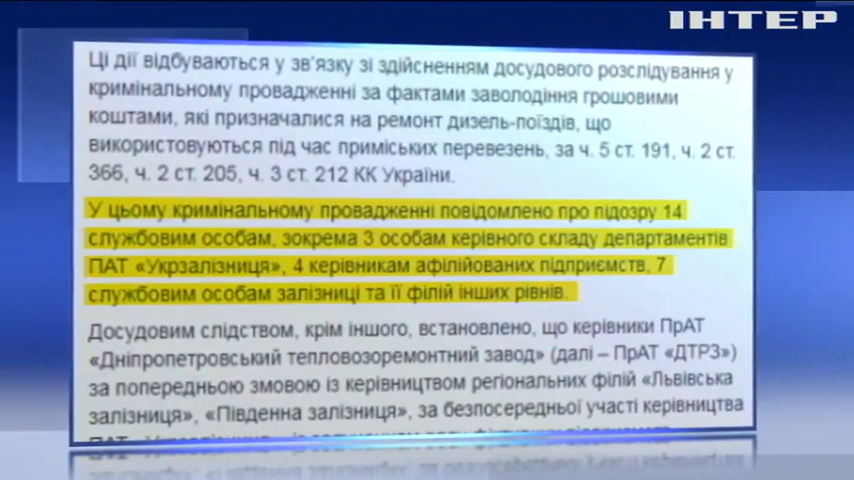 ІНТЕР
Ці дії відбуваються у зв'язку зі здійсненням досудового розслідування у
кримінальному провадженні за фактами заволодіння грошовими
коштами, які призначалися на ремонт дизель-поїздів, що
використовуються під час приміських перевезень, за ч. 5 ст. 191, ч. 2 ст.
366, ч. 2 ст. 205, ч. 3 ст. 212 КК України.
У цьому кримінальному провадженні повідомлено про підозру 14
службовим особам, зокрема 3 особам керівного складу департаментів
ПАТ «Укрзалізниця», 4 керівникам афілійованих підприємств, 7
службовим особам залізниці та її філій інших рівнів.
Досудовим слідством, крім іншого, встановлено, що керівники ПрАТ
«Дніпропетровський тепловозоремонтний завод» (далі – ПрАТ «ДТРЗ»)
за попередньою змовою із керівництвом регіональних філій «Львівська
залізниця», «Південна залізниця», за безпосередньої участі керівництва